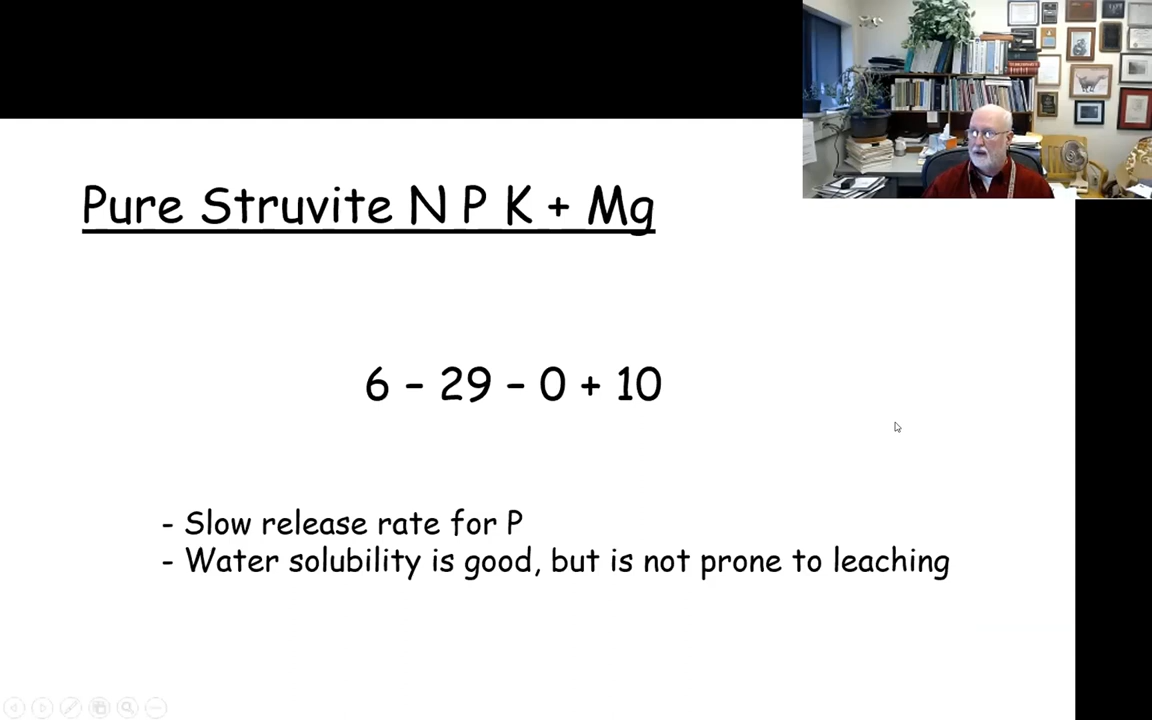 Pure Struvite N P K + Mg
6 - 29 - 0 + 10
- Slow release rate for P
- Water solubility is good, but is not prone to leaching